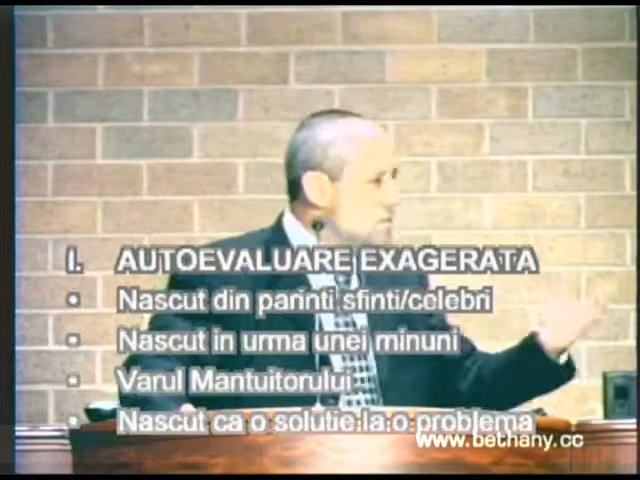 I. AUTOEVALUARE EXAGERATA
• Nascut din parinti sfinti/celebri
• Nascut in urma unei minuni
• Varul Mantuitorului
• Nascut ca o solutie la o problema
www.bethany.cc